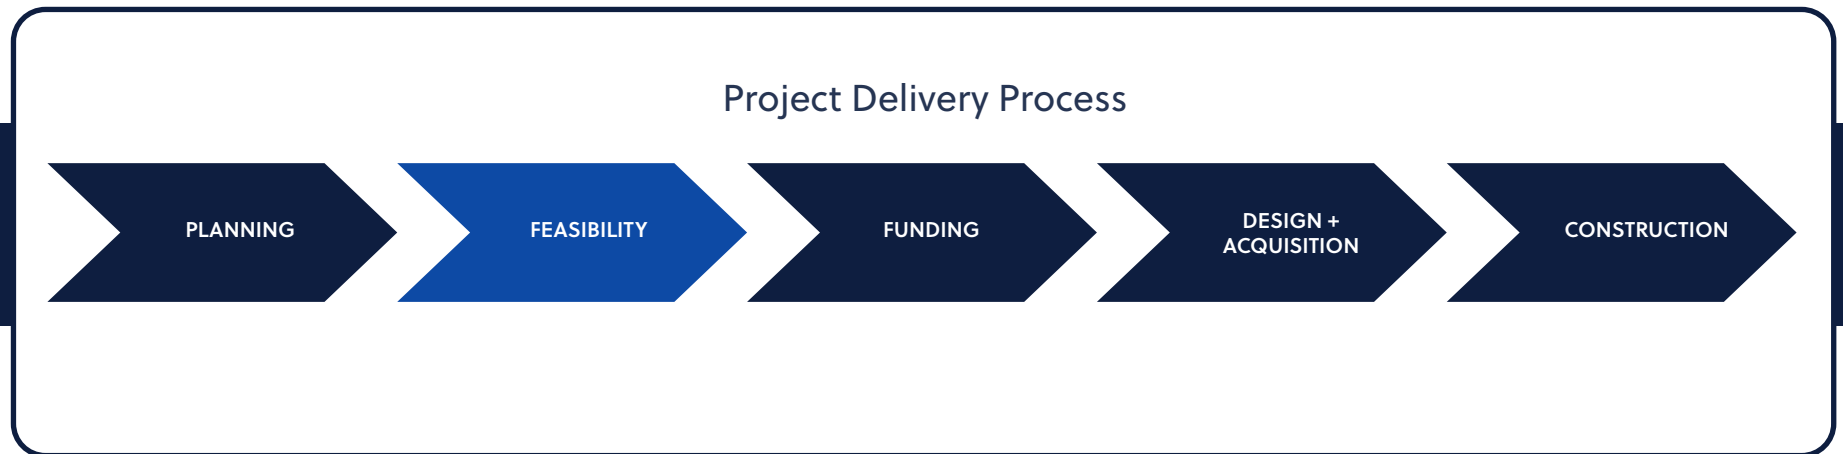 Project Delivery Process
PLANNING
FEASIBILITY
FUNDING
DESIGN +
ACQUISITION
CONSTRUCTION